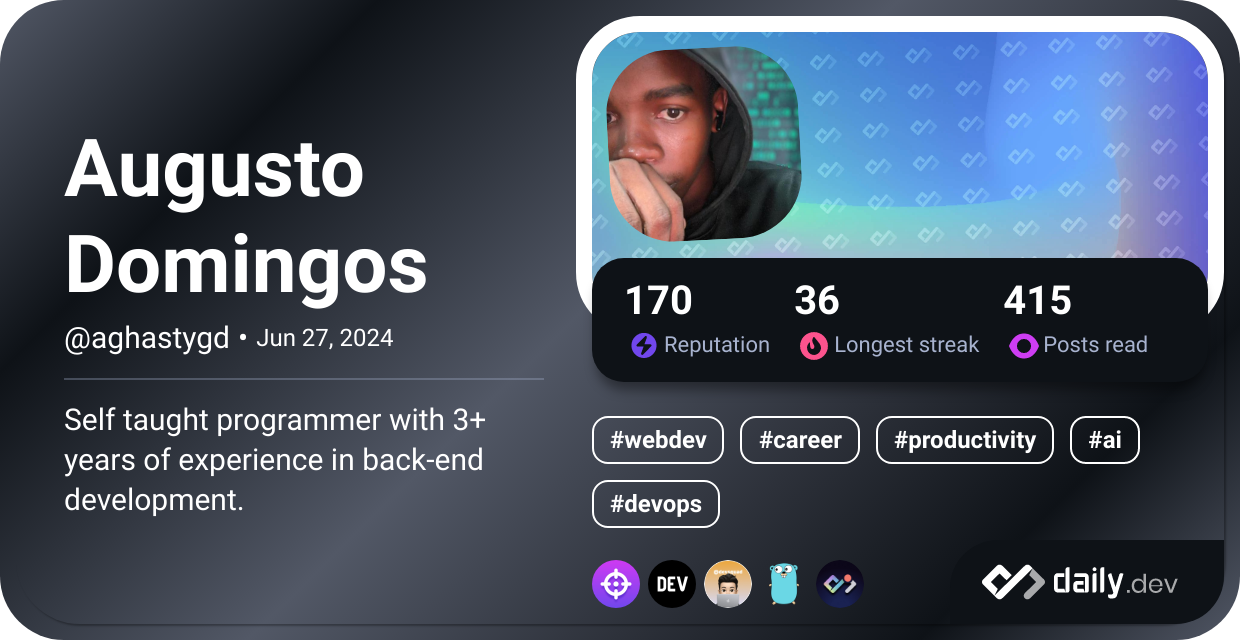 Augusto
Domingos
@aghastygd • Jun 27, 2024
Self taught programmer with 3+
years of experience in back-end
development.
170 36 415
Reputation Longest streak Posts read
#webdev #career #productivity #ai
#devops
DEV
daily.dev